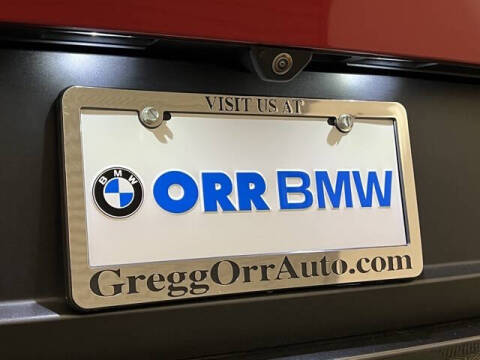 VISIT US AT
BMW ORR BMW
GreggOrrAuto.com